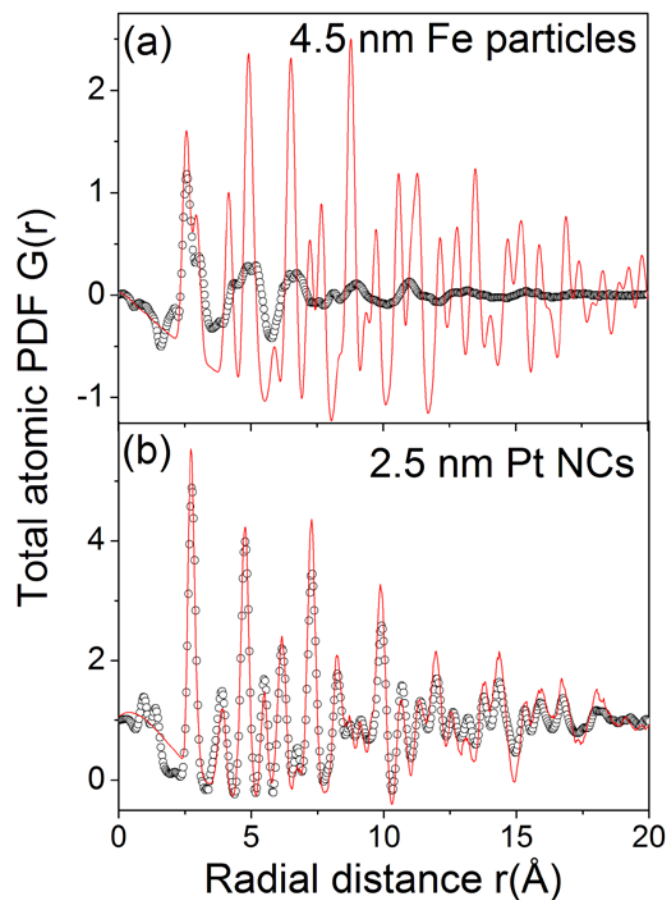 (a) 4.5 nm Fe particles
2
1
0
-1
Total atomic PDF G(r)
(b)
2.5 nm Pt NCs
4
2
0
0 5 10 15 20
Radial distance r(Å)